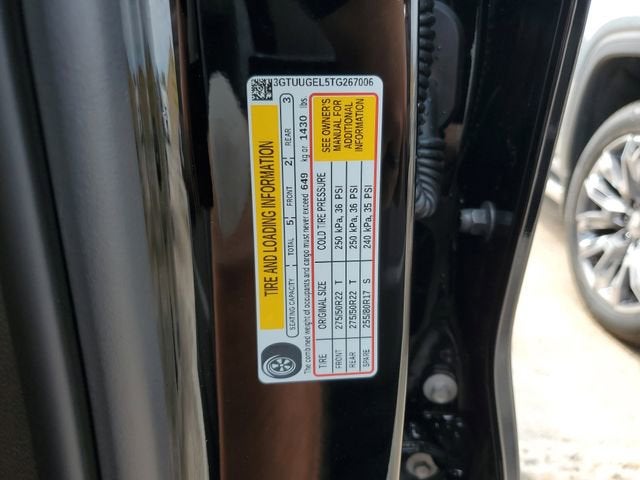 3GTUUGEL5TG267006
TIRE AND LOADING INFORMATION
SEATING CAPACITY TOTAL 5 FRONT 2 REAR 3
The combined weight of occupants and cargo must never exceed 649 kg or 1430 lbs
TIRE ORIGINAL SIZE COLD TIRE PRESSURE
FRONT 275/50R22 T 250 kPa, 36 PSI
REAR 275/50R22 T 250 kPa, 36 PSI
SPARE 255/80R17 S 240 kPa, 35 PSI
SEE OWNER'S
MANUAL FOR
ADDITIONAL
INFORMATION